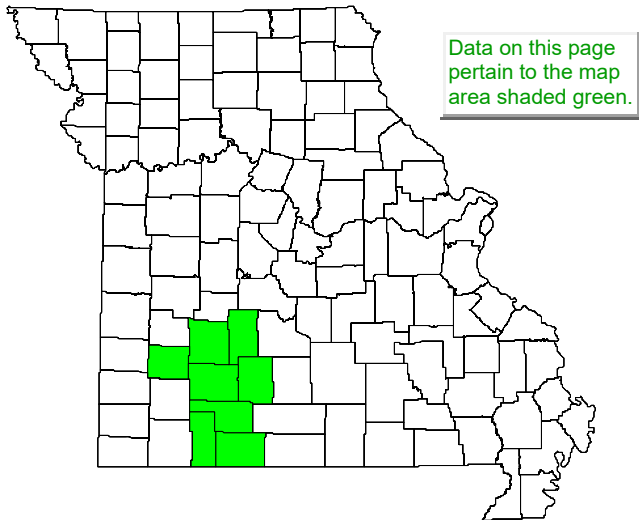 Data on this page
pertain to the map
area shaded green.